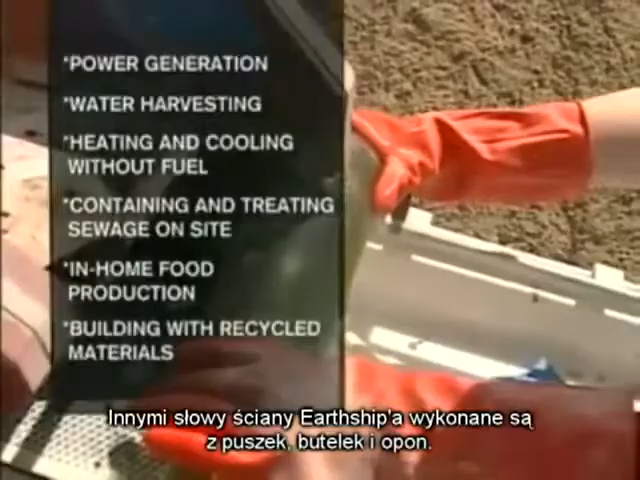 *POWER GENERATION
*WATER HARVESTING
*HEATING AND COOLING
WITHOUT FUEL
*CONTAINING AND TREATING
SEWAGE ON SITE
*IN-HOME FOOD
PRODUCTION
*BUILDING WITH RECYCLED
MATERIALS
Innymi słowy ściany Earthship'a wykonane są
z puszek, butelek i opon.